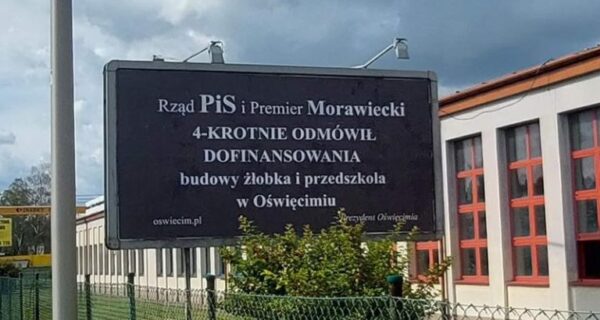 Rząd PiS i Premier Morawiecki
4-KROTNIE ODMÓWIŁ
DOFINANSOWANIA
budowy żłobka i przedszkola
w Oświęcimiu
oswiecim.pl
Prezydent Oświęcimia